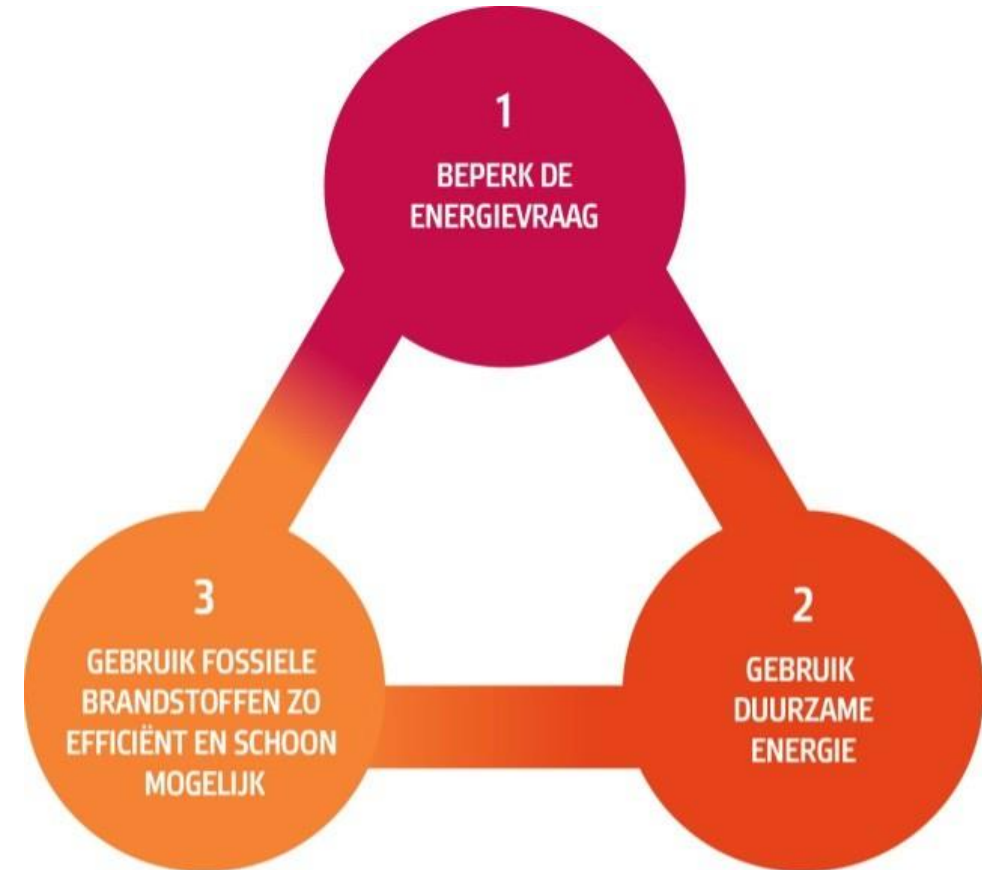 1
BEPERK DE
ENERGIEVRAAG
2
GEBRUIK
DUURZAME
ENERGIE
3
GEBRUIK FOSSIELE
BRANDSTOFFEN ZO
EFFICIËNT EN SCHOON
MOGELIJK